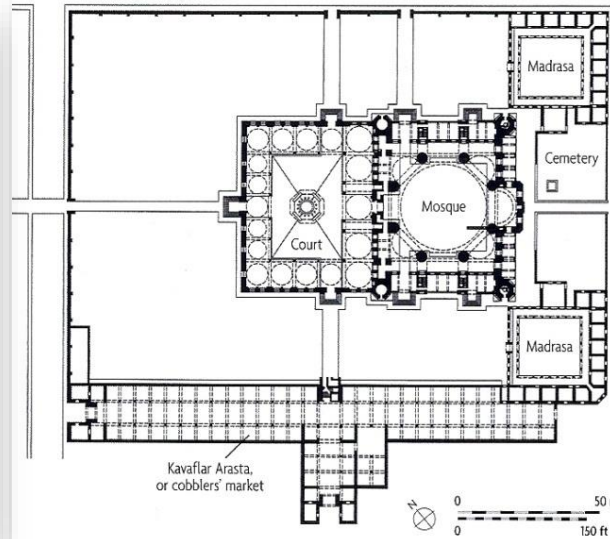 Madrasa
Cemetery
Mosque
Court
Madrasa
Kavaflar Arasta,
or cobblers' market
N
0 50
0 150 ft